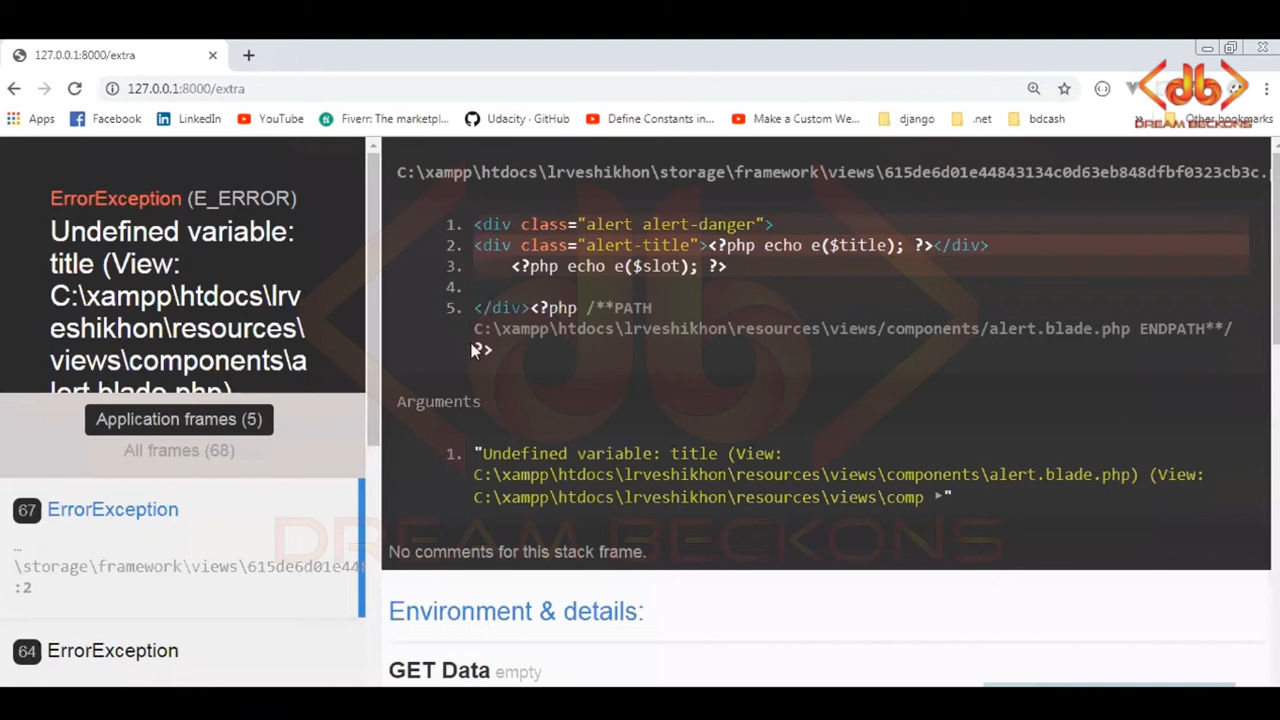 127.0.0.1:8000/extra
127.0.0.1:8000/extra
Apps Facebook LinkedIn YouTube Fiverr: The marketpl... Udacity · GitHub Define Constants in... Make a Custom We... django .net bdcash » Other bookmarks
DREAM BECKONS
ErrorException (E_ERROR)
Undefined variable:
title (View:
C:\xampp\htdocs\lrv
eshikhon\resources\
views\components\a
lert.blade.php)
Application frames (5)
All frames (68)
67 ErrorException
…
\storage\framework\views\615de6d01e448
:2
64 ErrorException
C:\xampp\htdocs\lrveshikhon\storage\framework\views\615de6d01e44843134c0d63eb848dfbf0323cb3c.p
1. <div class="alert alert-danger">
2. <div class="alert-title"><?php echo e($title); ?></div>
3. <?php echo e($slot); ?>
4.
5. </div><?php /**PATH
C:\xampp\htdocs\lrveshikhon\resources\views/components/alert.blade.php ENDPATH**/
?>
Arguments
1. "Undefined variable: title (View:
C:\xampp\htdocs\lrveshikhon\resources\views\components\alert.blade.php) (View:
C:\xampp\htdocs\lrveshikhon\resources\views\comp ▸"
DREAM BECKONS
No comments for this stack frame.
Environment & details:
GET Data empty